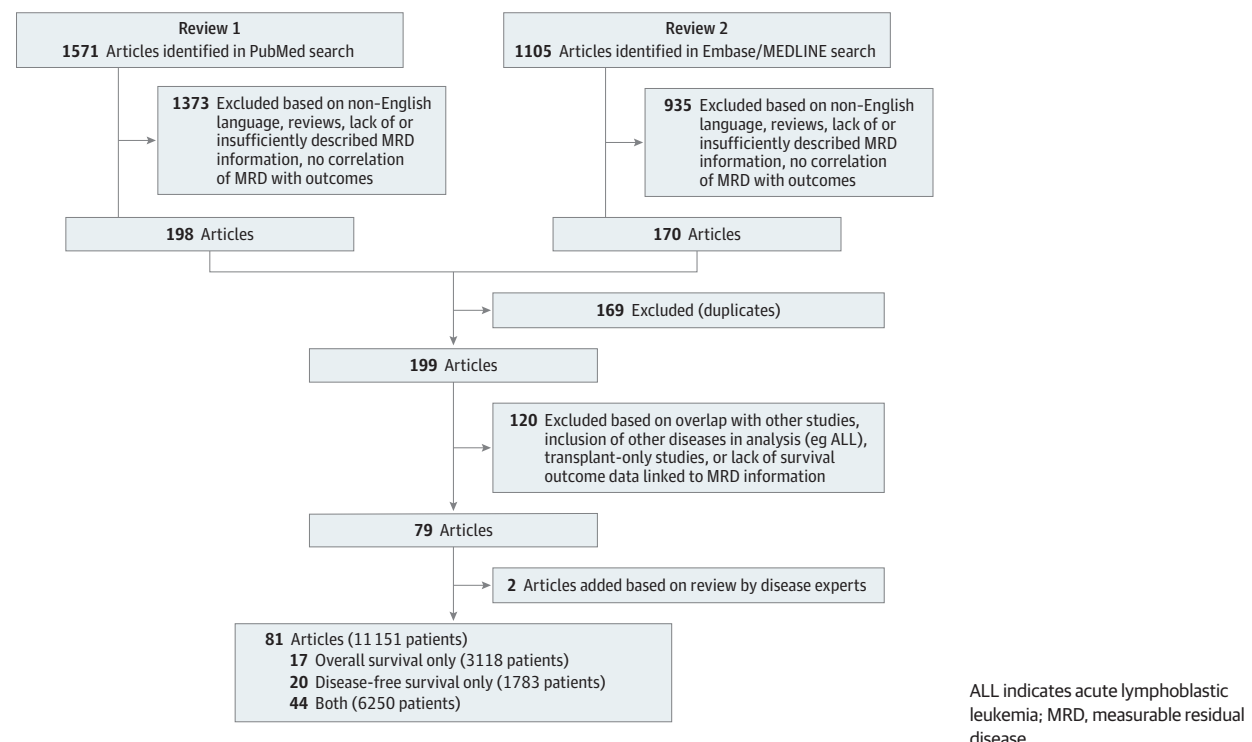 Review 1
1571 Articles identified in PubMed search
Review 2
1105 Articles identified in Embase/MEDLINE search
1373 Excluded based on non-English
language, reviews, lack of or
insufficiently described MRD
information, no correlation
of MRD with outcomes
935 Excluded based on non-English
language, reviews, lack of or
insufficiently described MRD
information, no correlation
of MRD with outcomes
198 Articles
170 Articles
169 Excluded (duplicates)
199 Articles
120 Excluded based on overlap with other studies,
inclusion of other diseases in analysis (eg ALL),
transplant-only studies, or lack of survival
outcome data linked to MRD information
79 Articles
2 Articles added based on review by disease experts
81 Articles (11 151 patients)
17 Overall survival only (3118 patients)
20 Disease-free survival only (1783 patients)
44 Both (6250 patients)
ALL indicates acute lymphoblastic
leukemia; MRD, measurable residual
disease